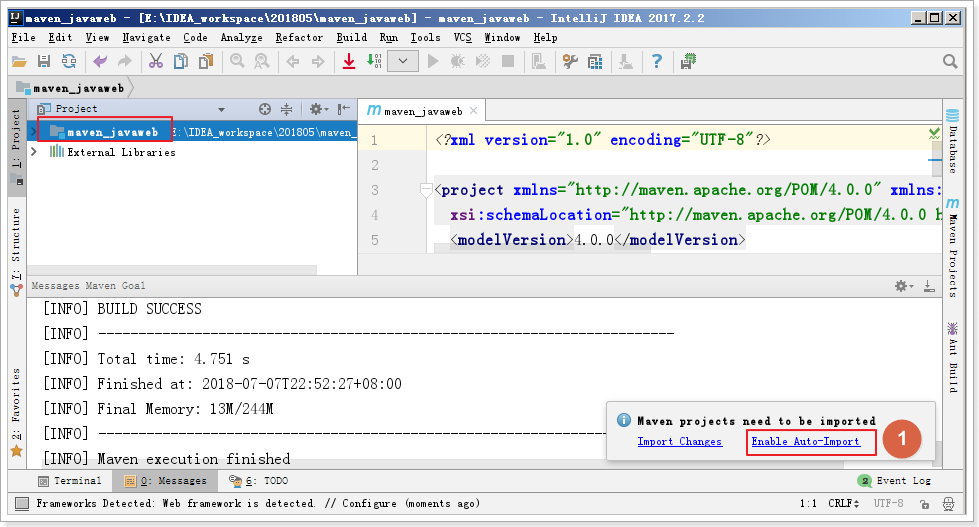 maven_javaweb - [E:\IDEA_workspace\201805\maven_javaweb] - maven_javaweb - IntelliJ IDEA 2017.2.2
File Edit View Navigate Code Analyze Refactor Build Run Tools VCS Window Help
maven_javaweb
1: Project
Project
maven_javaweb E:\IDEA_workspace\201805\maven_
External Libraries
7: Structure
2: Favorites
maven_javaweb
1 <?xml version="1.0" encoding="UTF-8"?>
2
3 <project xmlns="http://maven.apache.org/POM/4.0.0" xmlns:
4 xsi:schemaLocation="http://maven.apache.org/POM/4.0.0 h
5 <modelVersion>4.0.0</modelVersion>
Database
Maven Projects
Ant Build
Messages Maven Goal
[INFO] BUILD SUCCESS
[INFO] ------------------------------------------------------------------------
[INFO] Total time: 4.751 s
[INFO] Finished at: 2018-07-07T22:52:27+08:00
[INFO] Final Memory: 13M/244M
[INFO] ------------------------------------------------------------------------
[INFO] Maven execution finished
Maven projects need to be imported
Import Changes Enable Auto-Import
1
Terminal 0: Messages 6: TODO 2 Event Log
Frameworks Detected: Web framework is detected. // Configure (moments ago) 1:1 CRLF UTF-8